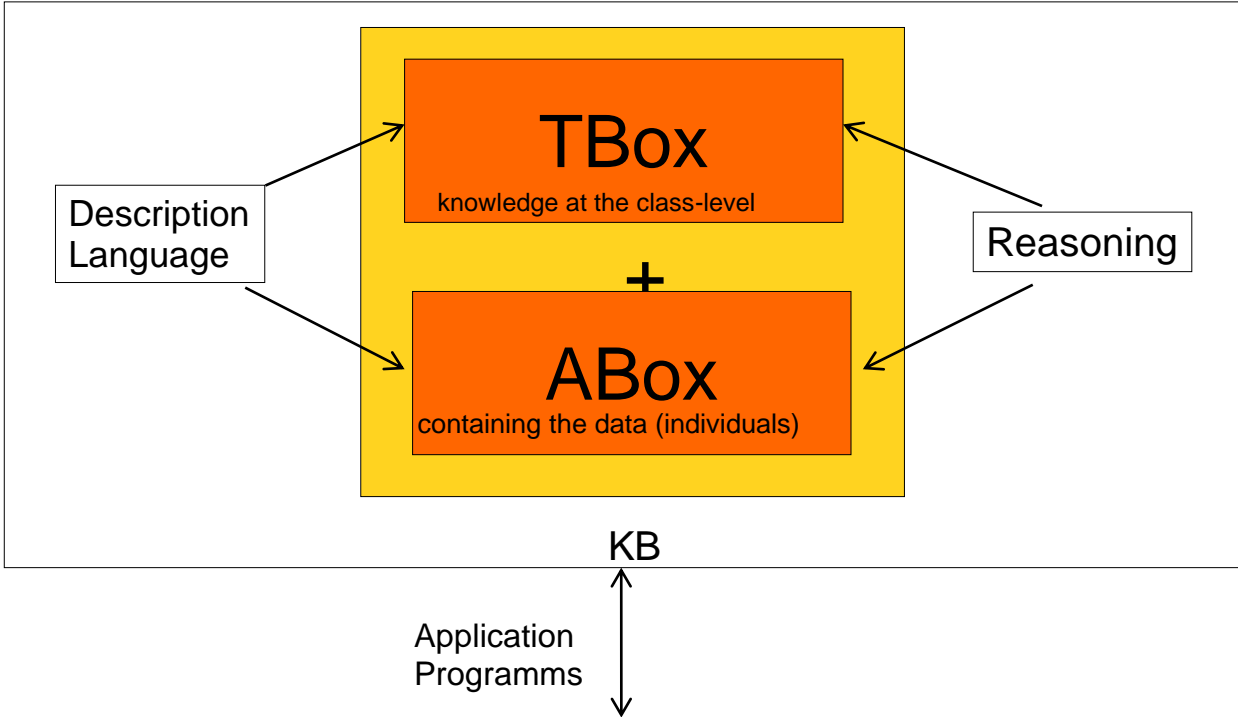 TBox
knowledge at the class-level
Description
Language
Reasoning
+
ABox
containing the data (individuals)
KB
Application
Programms